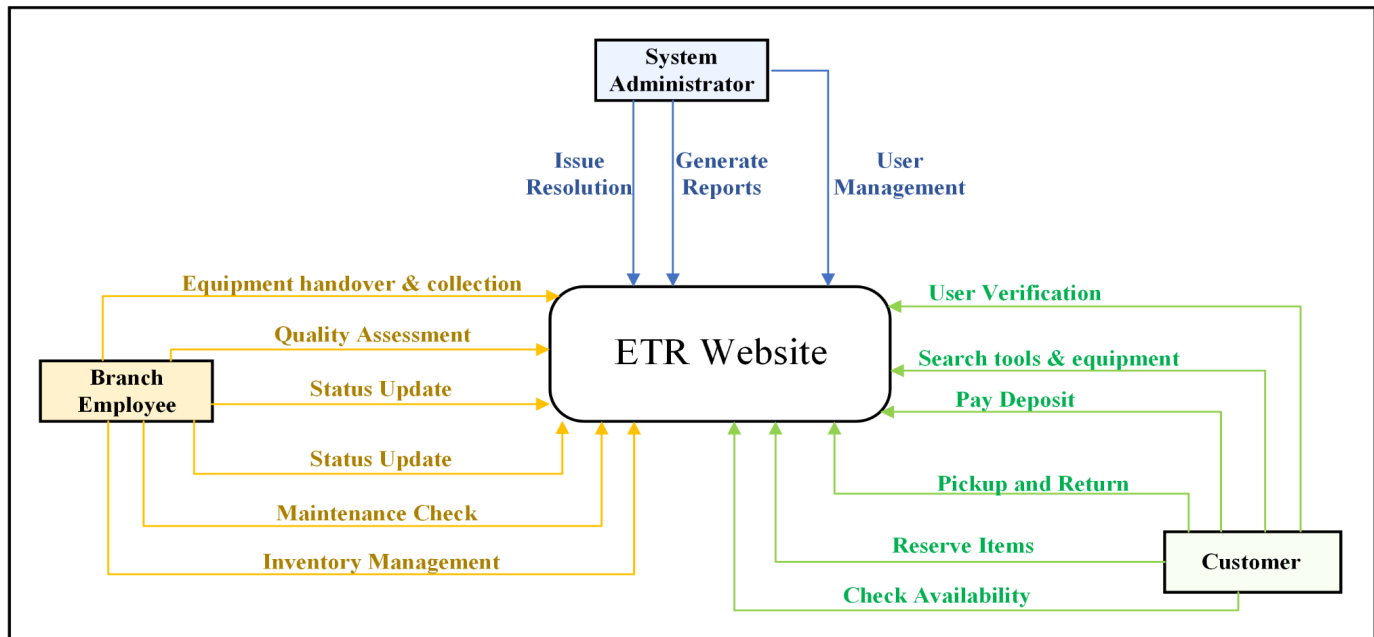 System
Administrator
Issue
Resolution
Generate
Reports
User
Management
Equipment handover & collection
Quality Assessment
Branch
Employee
Status Update
Status Update
Maintenance Check
Inventory Management
ETR Website
User Verification
Search tools & equipment
Pay Deposit
Pickup and Return
Reserve Items
Customer
Check Availability